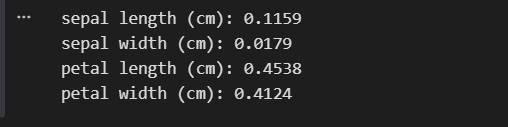 sepal length (cm): 0.1159
sepal width (cm): 0.0179
petal length (cm): 0.4538
petal width (cm): 0.4124